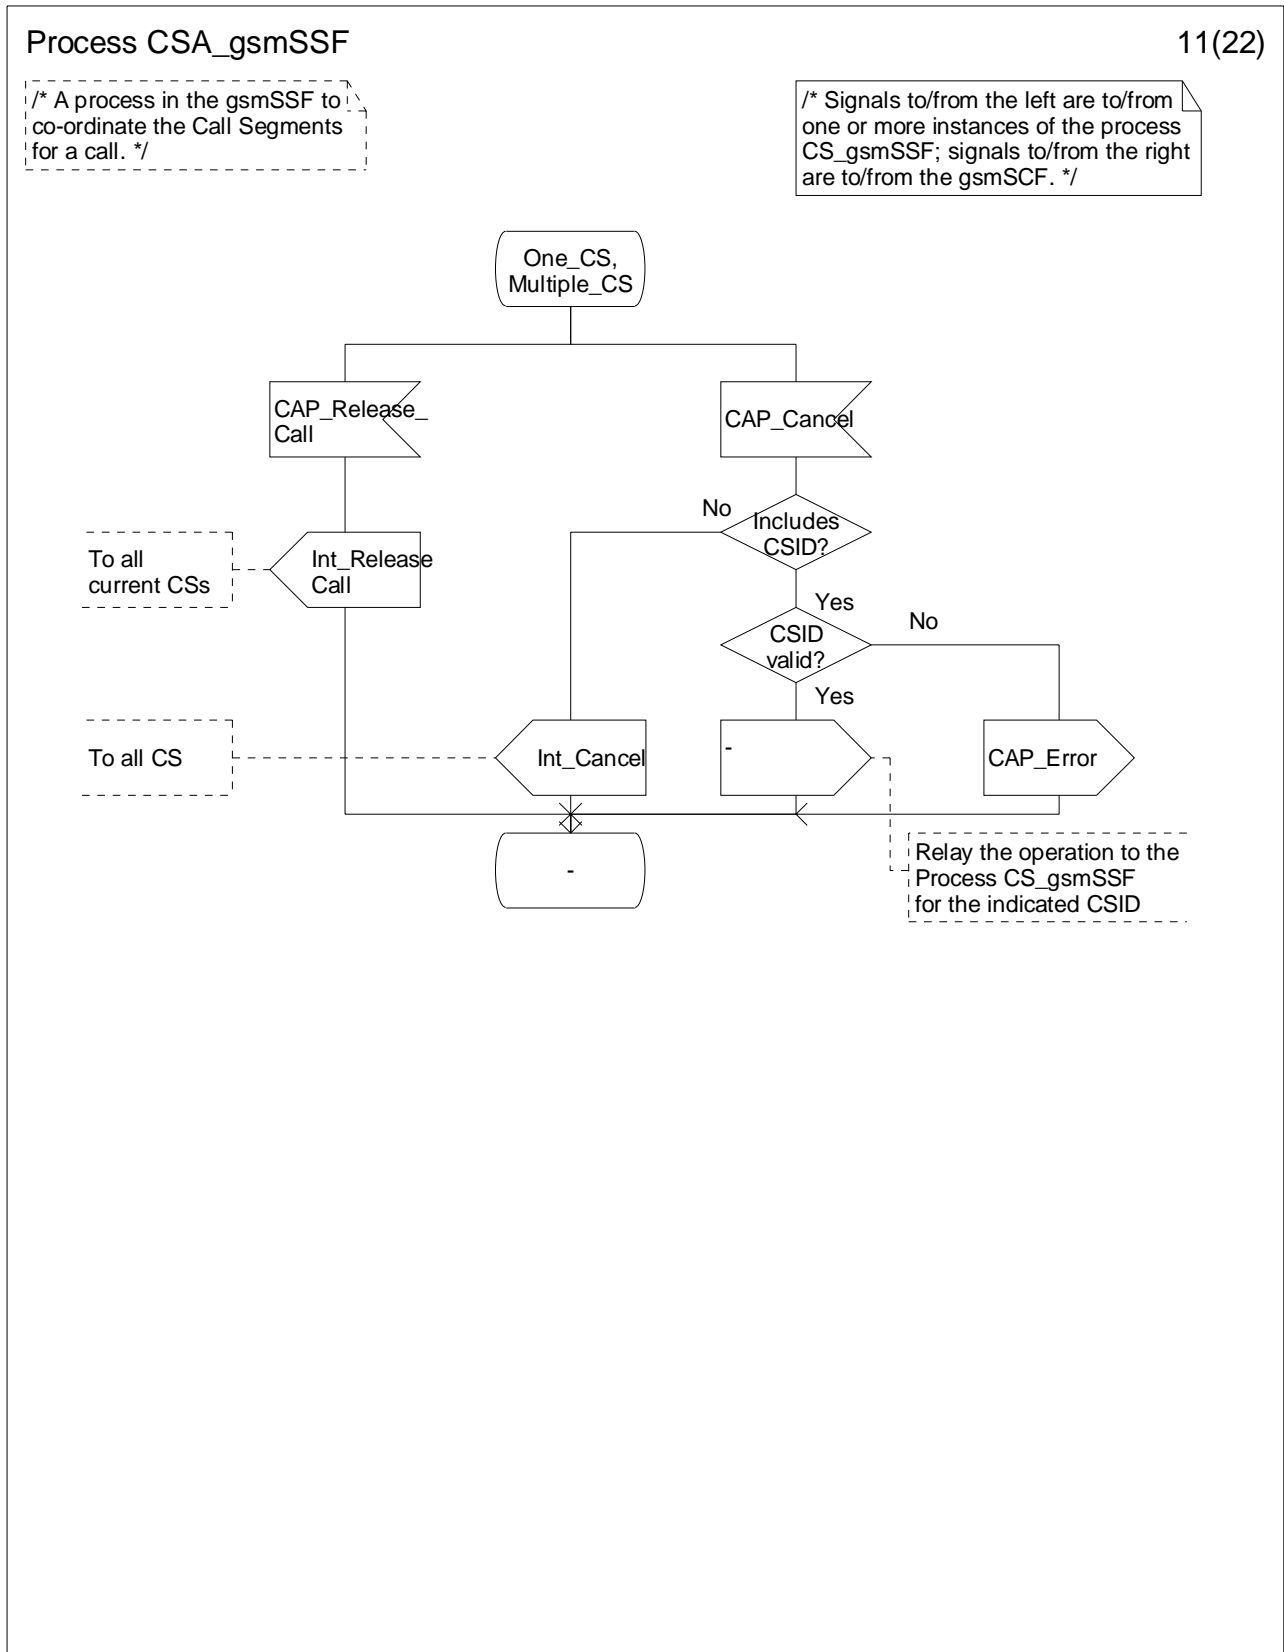 Process CSA_gsmSSF
11(22)
/* A process in the gsmSSF to
co-ordinate the Call Segments
for a call. */
/* Signals to/from the left are to/from
one or more instances of the process
CS_gsmSSF; signals to/from the right
are to/from the gsmSCF. */
One_CS,
Multiple_CS
CAP_Release_
Call
CAP_Cancel
No
Includes
CSID?
To all
current CSs
Int_Release
Call
Yes
No
CSID
valid?
Yes
To all CS
Int_Cancel
-
CAP_Error
-
Relay the operation to the
Process CS_gsmSSF
for the indicated CSID